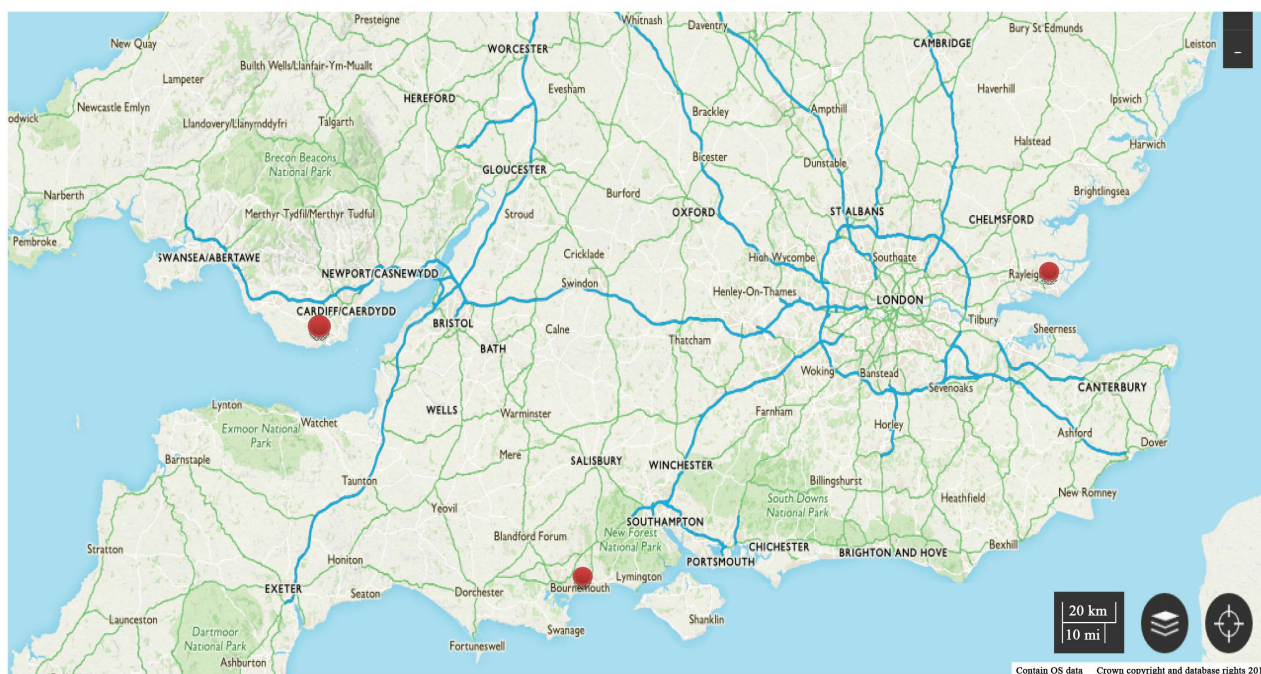 Presteigne
Whitnash
Daventry
Bury St Edmunds
New Quay
WORCESTER
CAMBRIDGE
Leiston
-
Builth Wells/Llanfair-Ym-Muallt
Lampeter
Evesham
Haverhill
HEREFORD
Newcastle Emlyn
Brackley
Ampthill
Ipswich
odwick
Llandovery/Llanymddyfri
Talgarth
Halstead
Harwich
Brecon Beacons
National Park
GLOUCESTER
Bicester
Dunstable
Narberth
Burford
Brightlingsea
Merthyr Tydfil/Merthyr Tudful
Stroud
OXFORD
ST ALBANS
CHELMSFORD
Pembroke
SWANSEA/ABERTAWE
Cricklade
High Wycombe
Southgate
NEWPORT/CASNEWYDD
Swindon
Henley-On-Thames
Rayleigh
CARDIFF/CAERDYDD
LONDON
BRISTOL
Calne
Tilbury
Sheerness
BATH
Thatcham
Woking
Banstead
Sevenoaks
CANTERBURY
Lynton
WELLS
Warminster
Farnham
Exmoor National
Park
Watchet
Horley
Ashford
Dover
Barnstaple
Mere
SALISBURY
WINCHESTER
Taunton
Billingshurst
New Romney
Yeovil
South Downs
National Park
Heathfield
SOUTHAMPTON
Blandford Forum
New Forest
National Park
Stratton
CHICHESTER
BRIGHTON AND HOVE
Bexhill
Honiton
PORTSMOUTH
EXETER
Seaton
Dorchester
Bournemouth
Lymington
Launceston
Dartmoor
National Park
Swanage
Shanklin
Fortuneswell
Ashburton
20 km
10 mi
Contain OS data Crown copyright and database rights 201